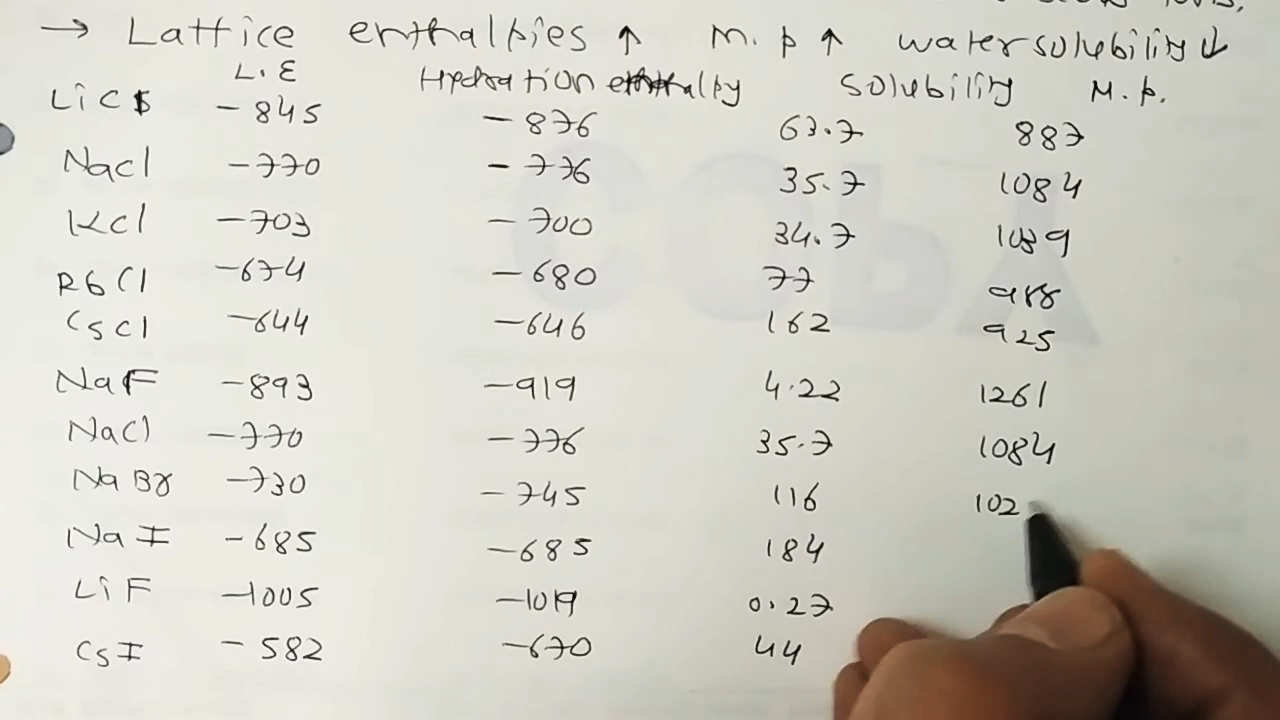 → Lattice enthalpies ↑ M.p ↑ water solubility ↓
L.E Hydration enthalpy solubility M.p.
LiCl -845 -876 63.7 887
NaCl -770 -776 35.7 1084
KCl -703 -700 34.7 1039
RbCl -674 -680 77 988
CsCl -644 -646 162 925
NaF -893 -919 4.22 1261
NaCl -770 -776 35.7 1084
NaBr -730 -745 116 102
NaI -685 -685 184
LiF -1005 -1019 0.27
CsI -582 -670 44